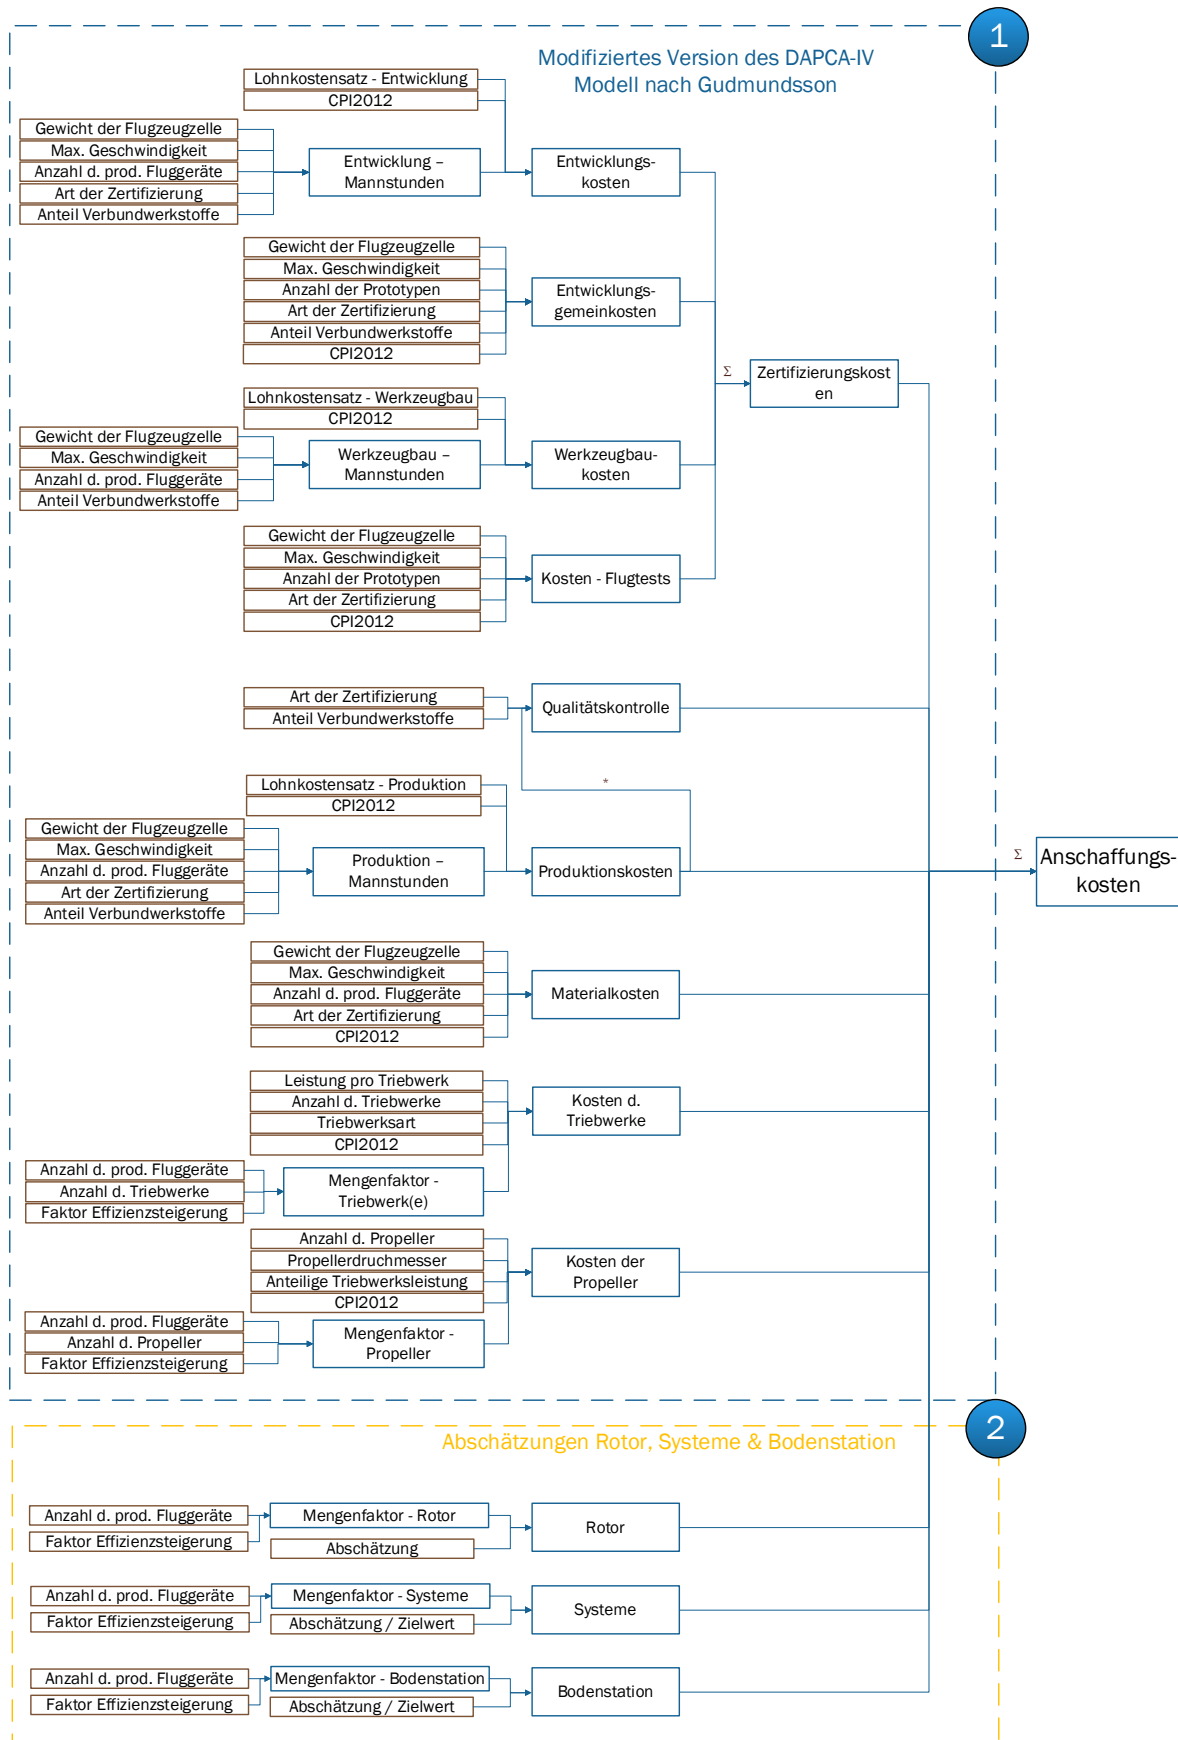 1
Modifiziertes Version des DAPCA-IV
Modell nach Gudmundsson
Lohnkostensatz - Entwicklung
CPI2012
Gewicht der Flugzeugzelle
Max. Geschwindigkeit
Anzahl d. prod. Fluggeräte
Art der Zertifizierung
Anteil Verbundwerkstoffe
Entwicklung –
Mannstunden
Entwicklungs-
kosten
Gewicht der Flugzeugzelle
Max. Geschwindigkeit
Anzahl der Prototypen
Art der Zertifizierung
Anteil Verbundwerkstoffe
CPI2012
Entwicklungs-
gemeinkosten
Σ
Zertifizierungskost
en
Lohnkostensatz - Werkzeugbau
CPI2012
Gewicht der Flugzeugzelle
Max. Geschwindigkeit
Anzahl d. prod. Fluggeräte
Anteil Verbundwerkstoffe
Werkzeugbau –
Mannstunden
Werkzeugbau-
kosten
Gewicht der Flugzeugzelle
Max. Geschwindigkeit
Anzahl der Prototypen
Art der Zertifizierung
CPI2012
Kosten - Flugtests
Art der Zertifizierung
Anteil Verbundwerkstoffe
Qualitätskontrolle
*
Lohnkostensatz - Produktion
CPI2012
Gewicht der Flugzeugzelle
Max. Geschwindigkeit
Anzahl d. prod. Fluggeräte
Art der Zertifizierung
Anteil Verbundwerkstoffe
Produktion –
Mannstunden
Produktionskosten
Σ
Anschaffungs-
kosten
Gewicht der Flugzeugzelle
Max. Geschwindigkeit
Anzahl d. prod. Fluggeräte
Art der Zertifizierung
CPI2012
Materialkosten
Leistung pro Triebwerk
Anzahl d. Triebwerke
Triebwerksart
CPI2012
Kosten d.
Triebwerke
Anzahl d. prod. Fluggeräte
Anzahl d. Triebwerke
Faktor Effizienzsteigerung
Mengenfaktor -
Triebwerk(e)
Anzahl d. Propeller
Propellerdruchmesser
Anteilige Triebwerksleistung
CPI2012
Kosten der
Propeller
Anzahl d. prod. Fluggeräte
Anzahl d. Propeller
Faktor Effizienzsteigerung
Mengenfaktor -
Propeller
2
Abschätzungen Rotor, Systeme & Bodenstation
Anzahl d. prod. Fluggeräte
Faktor Effizienzsteigerung
Mengenfaktor - Rotor
Abschätzung
Rotor
Anzahl d. prod. Fluggeräte
Faktor Effizienzsteigerung
Mengenfaktor - Systeme
Abschätzung / Zielwert
Systeme
Anzahl d. prod. Fluggeräte
Faktor Effizienzsteigerung
Mengenfaktor - Bodenstation
Abschätzung / Zielwert
Bodenstation